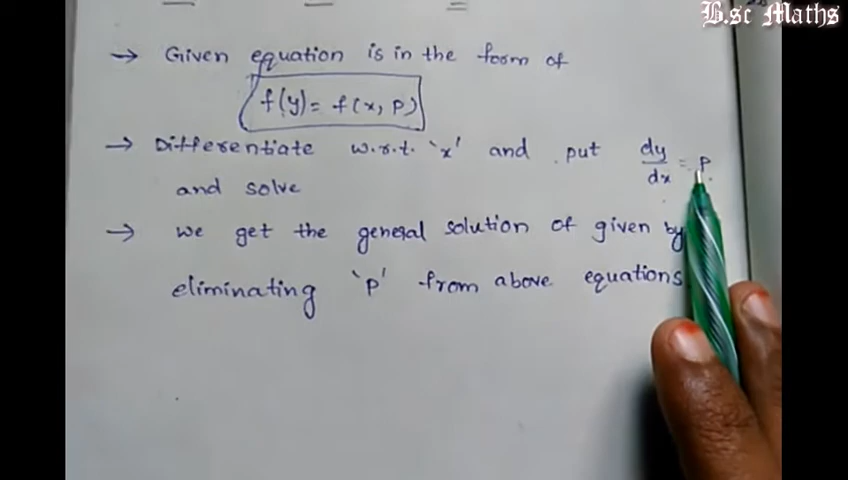 B.sc Maths
→ Given equation is in the form of
f(y) = f(x, p)
→ Differentiate w.r.t. 'x' and put dy/dx = p
and solve
→ we get the general solution of given by
eliminating 'p' from above equations